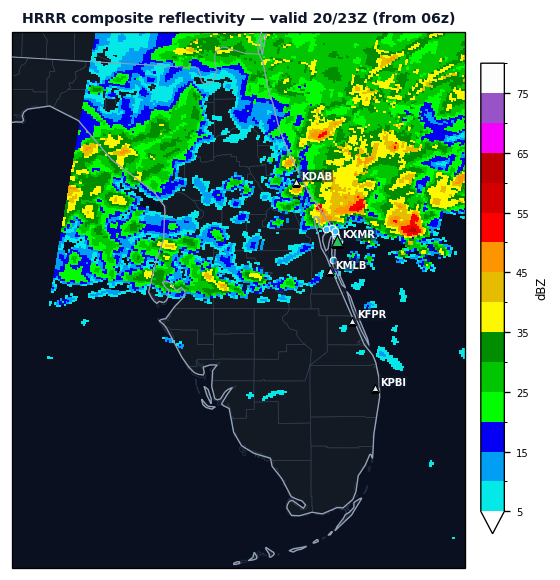 HRRR composite reflectivity — valid 20/23Z (from 06z)
KDAB
KXMR
KMLB
KFPR
KPBI
75
65
55
45
35
25
15
5
dBZ